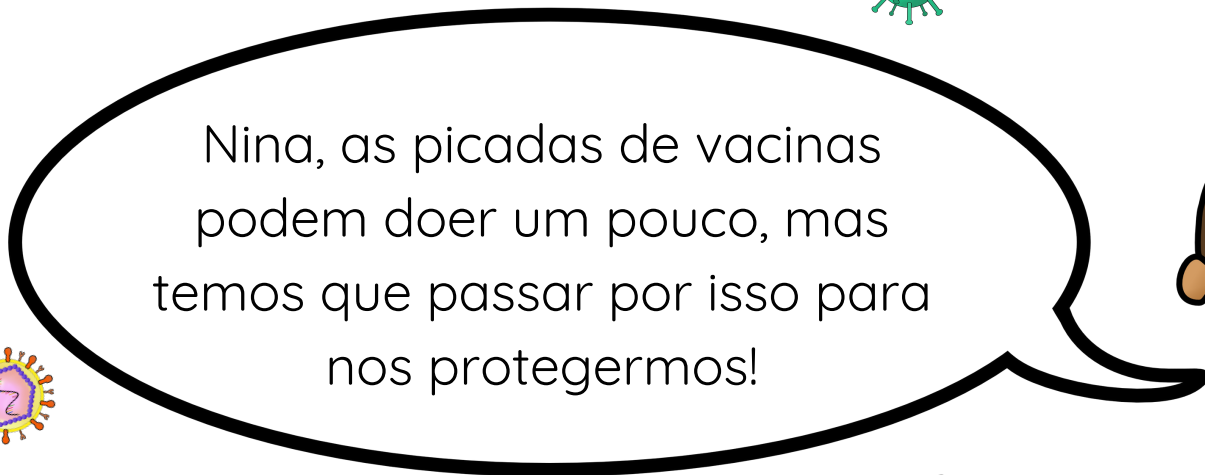 Nina, as picadas de vacinas
podem doer um pouco, mas
temos que passar por isso para
nos protegermos!